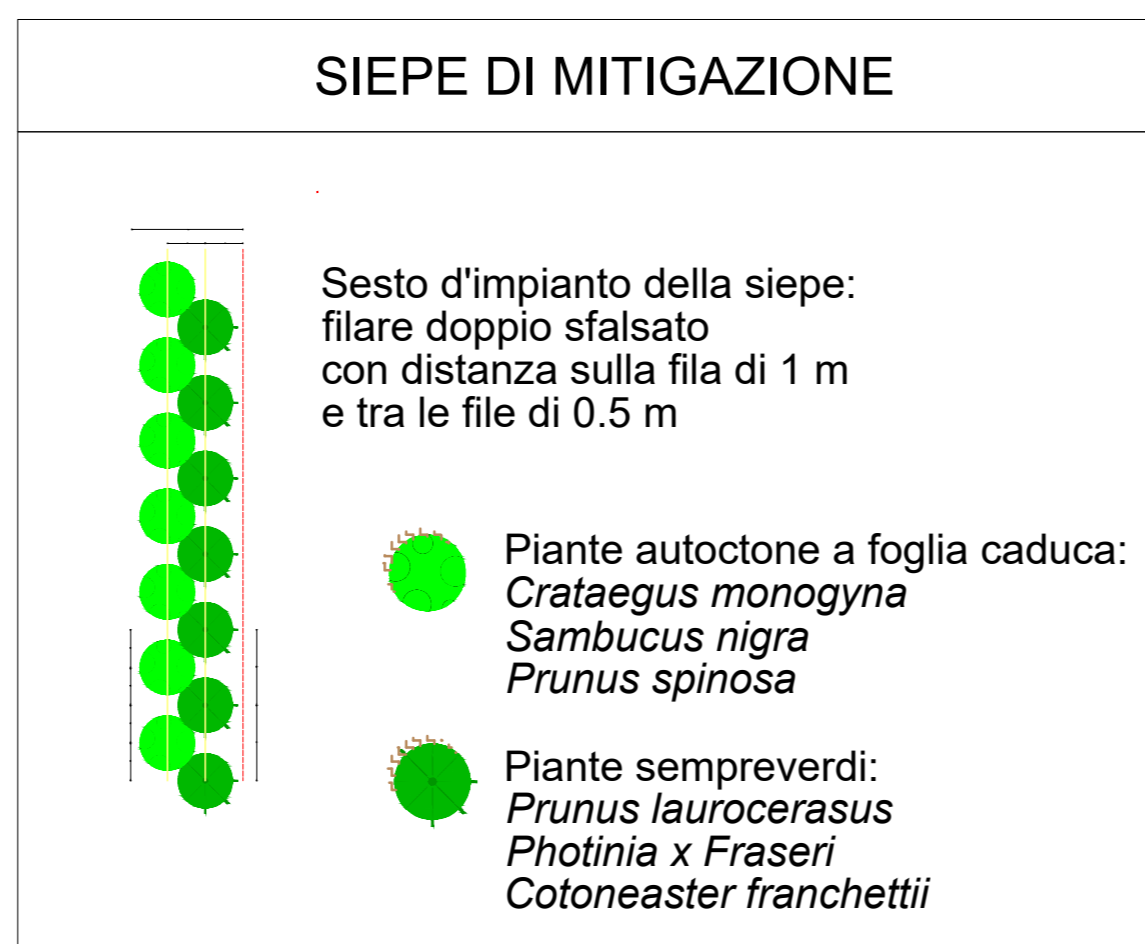 SIEPE DI MITIGAZIONE
Sesto d'impianto della siepe:
filare doppio sfalsato
con distanza sulla fila di 1 m
e tra le file di 0.5 m
Piante autoctone a foglia caduca:
Crataegus monogyna
Sambucus nigra
Prunus spinosa
Piante sempreverdi:
Prunus laurocerasus
Photinia x Fraseri
Cotoneaster franchettii